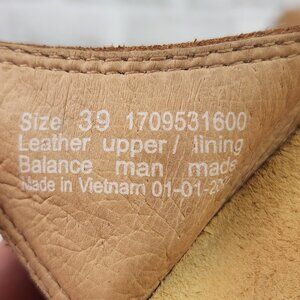 Size 39 1709531600
Leather upper/ lining
Balance man made
Made in Vietnam 01-01-20